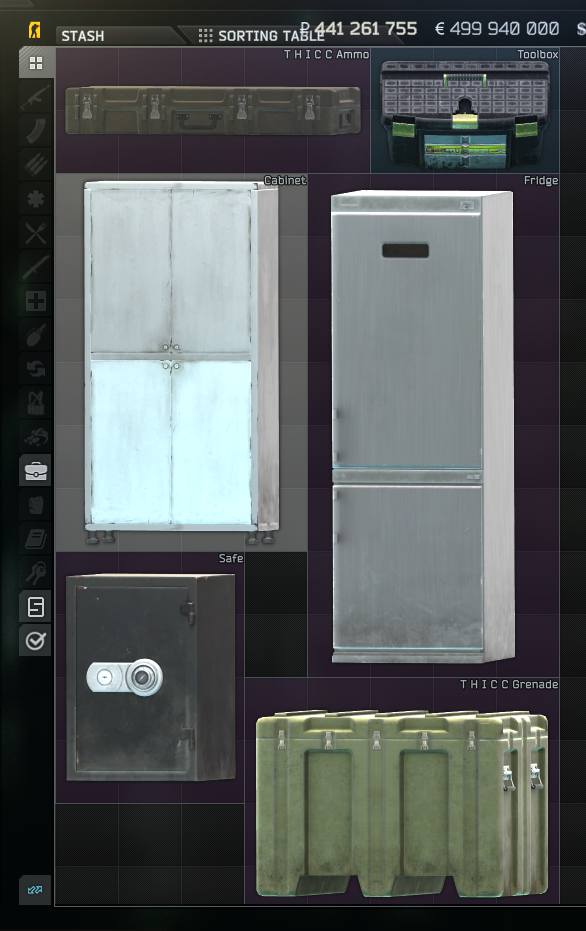 ₽ 441 261 755 € 499 940 000 $
STASH SORTING TABLE
T H I C C Ammo
Toolbox
Cabinet
Fridge
Safe
T H I C C Grenade